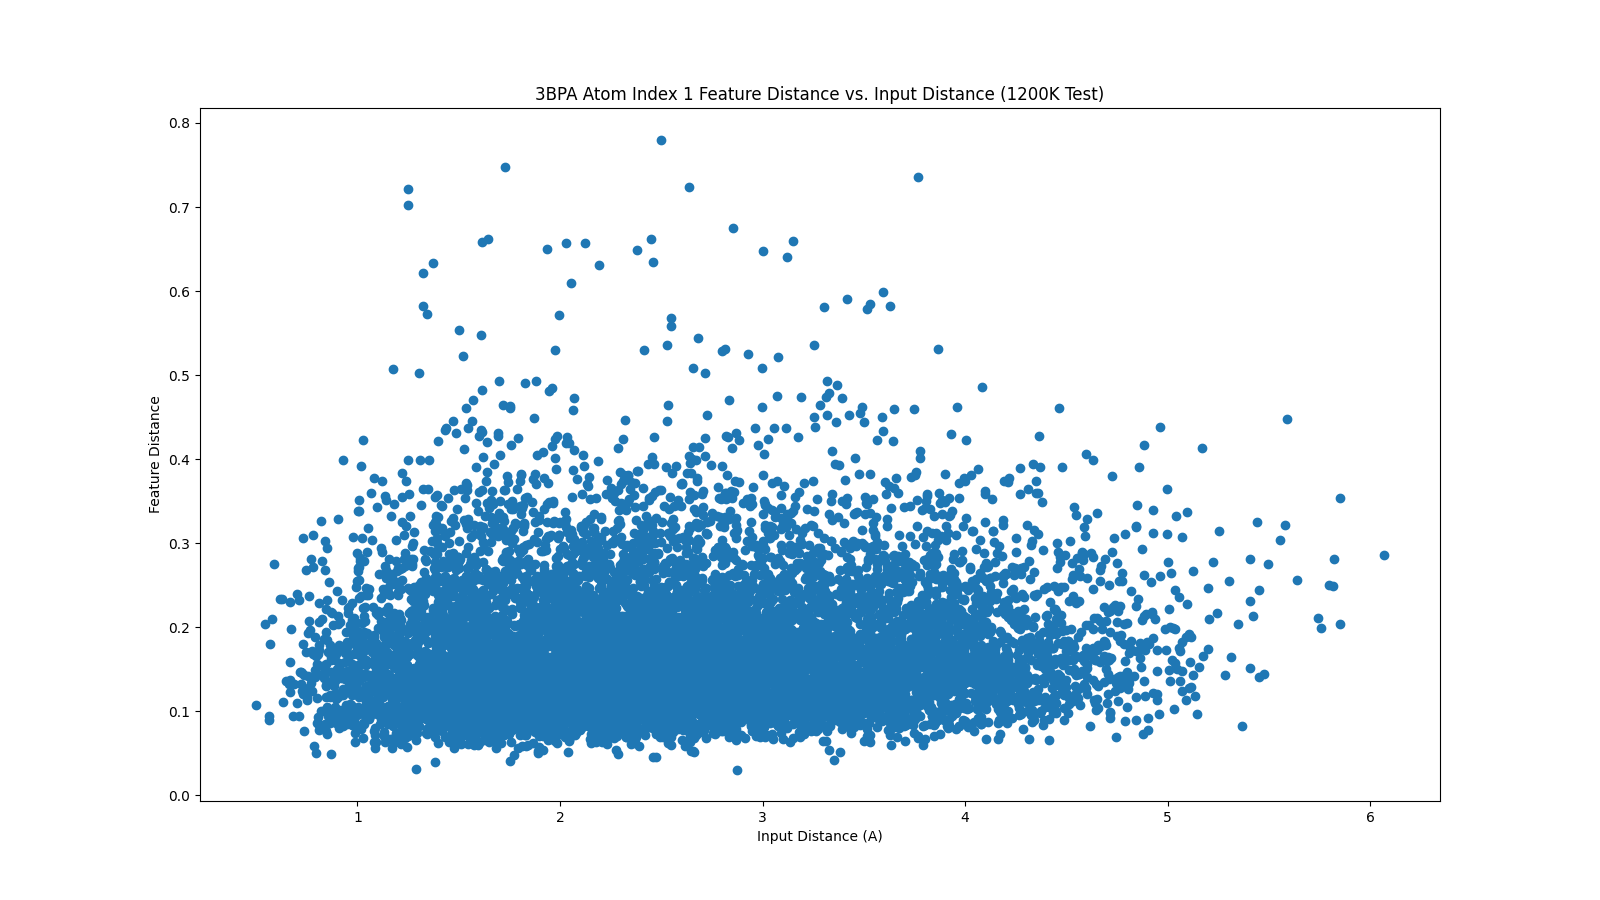 3BPA Atom Index 1 Feature Distance vs. Input Distance (1200K Test)
0.8
0.7
0.6
0.5
0.4
0.3
0.2
0.1
0.0
Feature Distance
1 2 3 4 5 6
Input Distance (A)